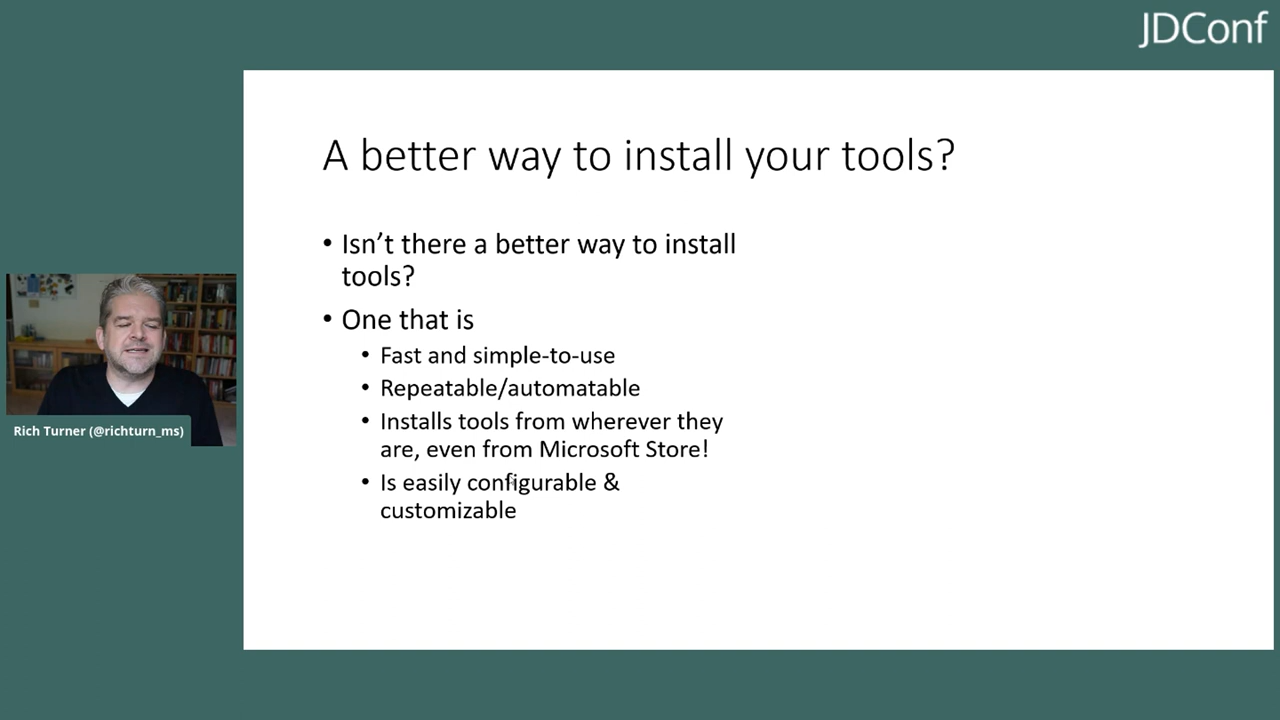 JDConf
A better way to install your tools?
• Isn’t there a better way to install
tools?
• One that is
• Fast and simple-to-use
• Repeatable/automatable
• Installs tools from wherever they
are, even from Microsoft Store!
• Is easily configurable &
customizable
Rich Turner (@richturn_ms)